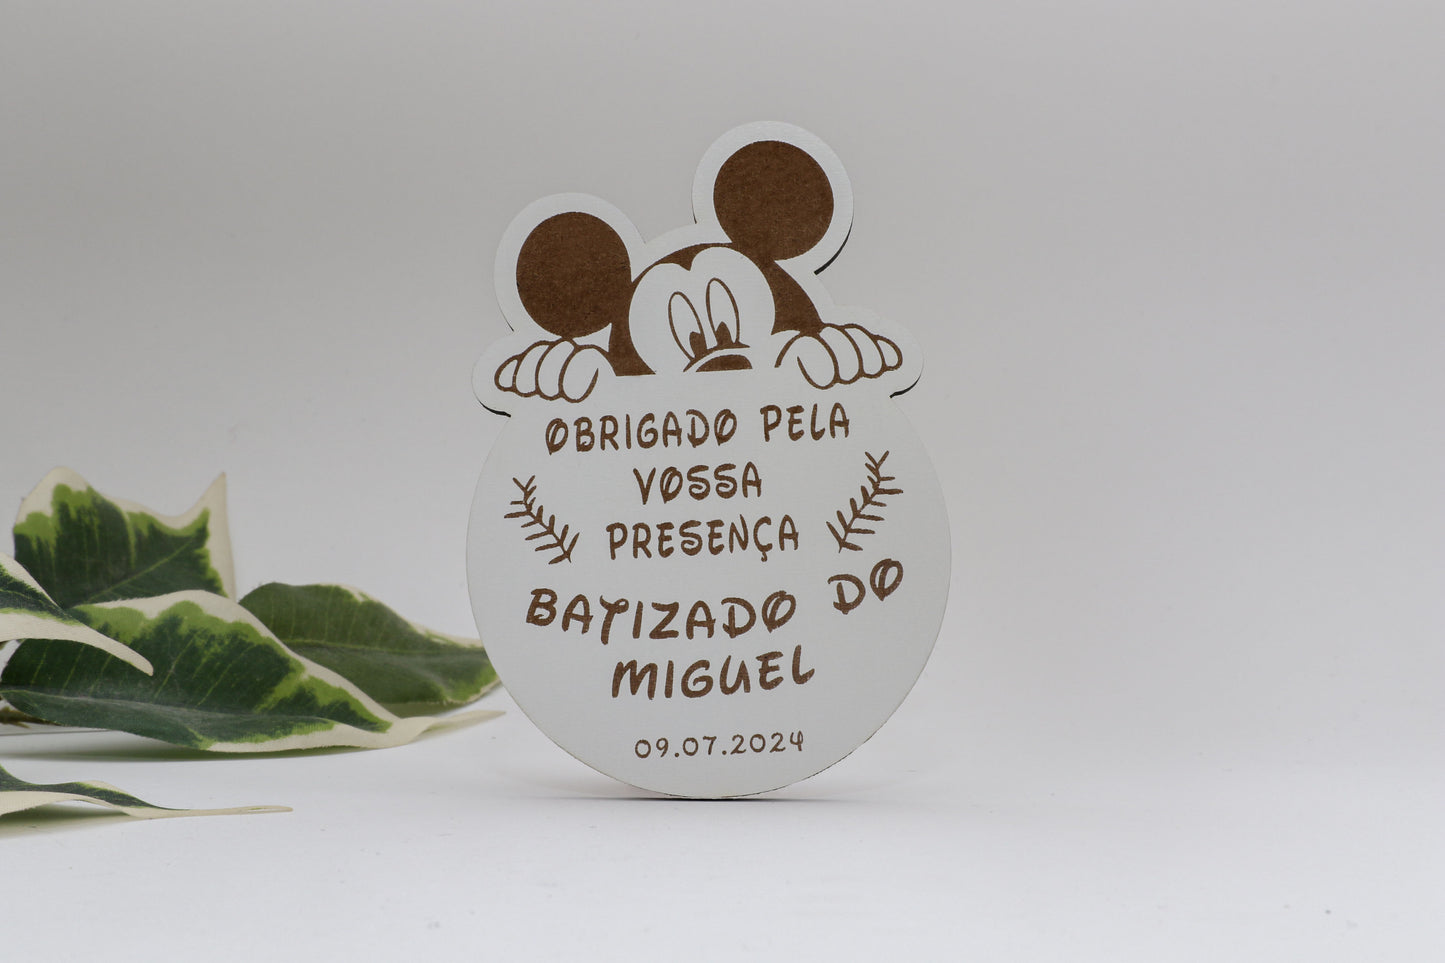 OBRIGADO PELA
VOSSA
PRESENÇA
BATIZADO DO
MIGUEL
09.07.2024